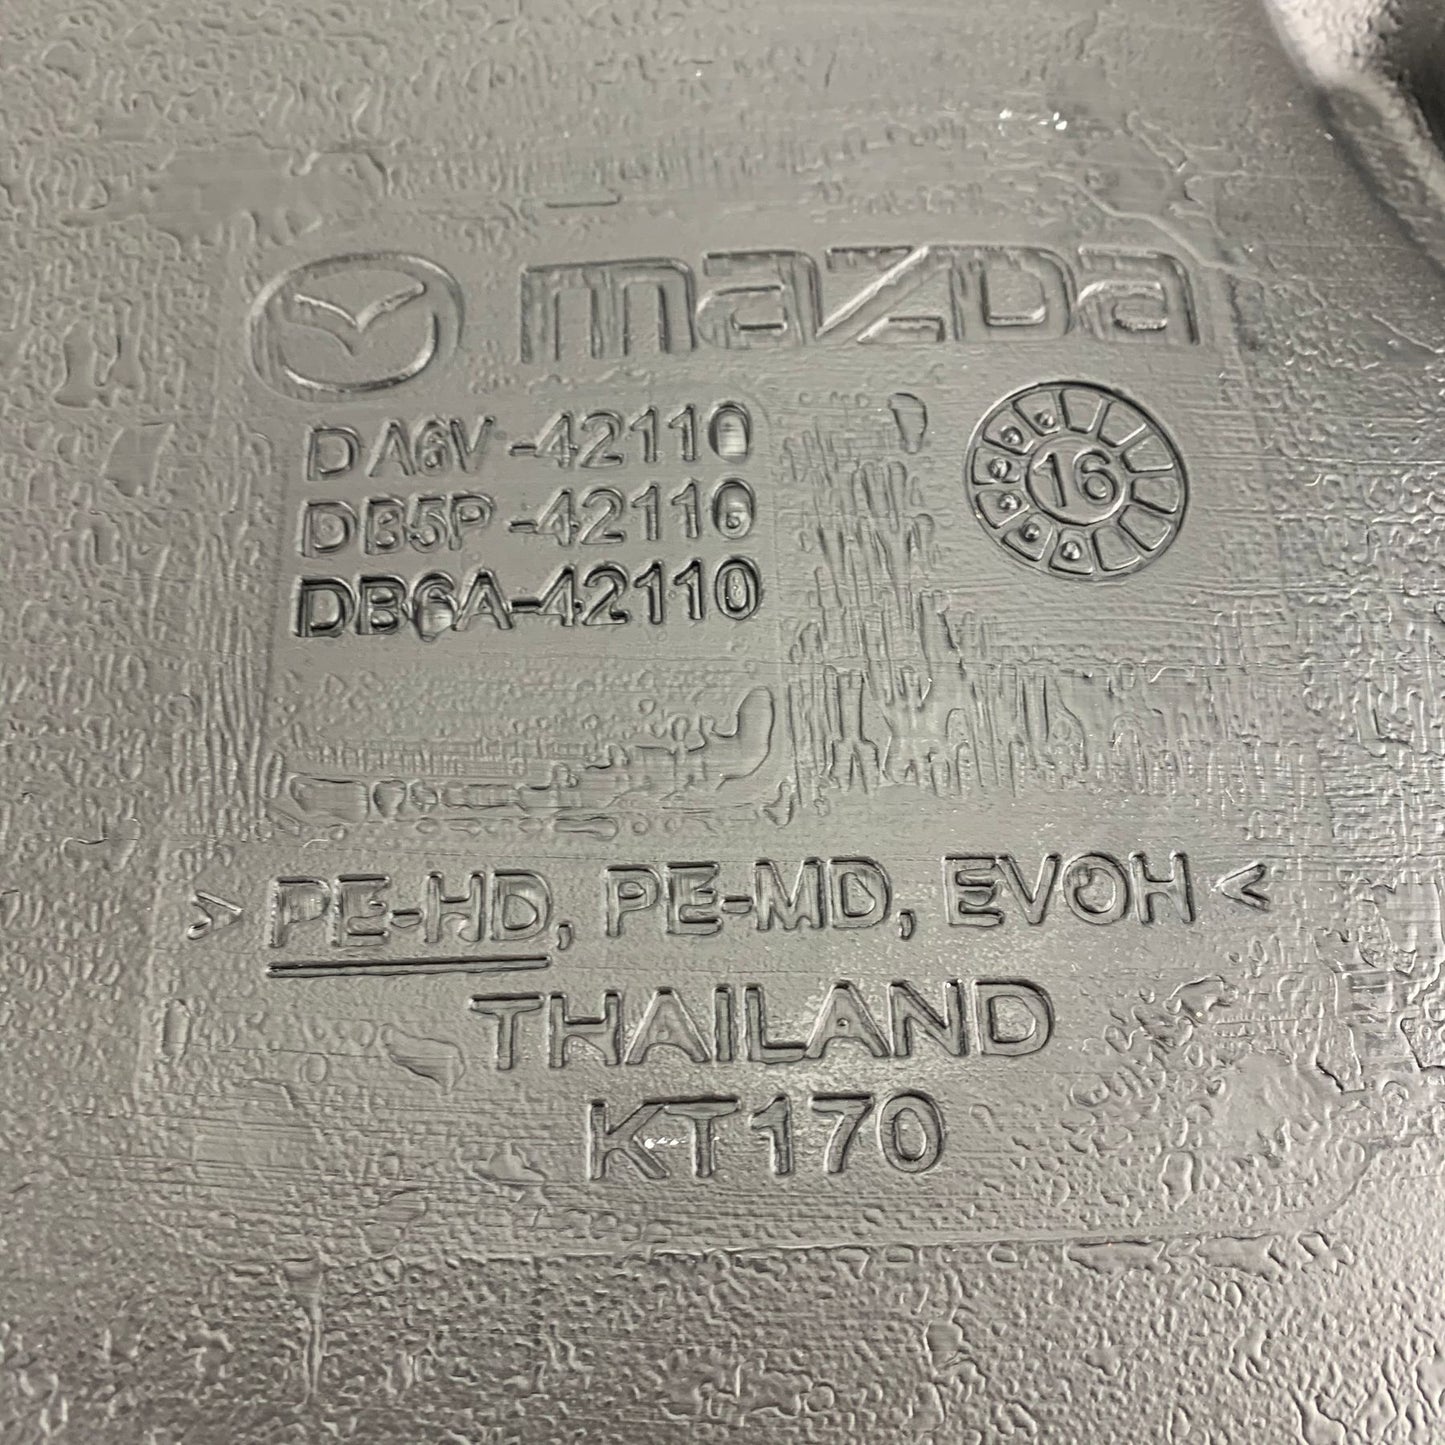 mazda
DA6V-42110
DB5P-42110
DB6A-42110
16
>PE-HD, PE-MD, EVOH<
THAILAND
KT170